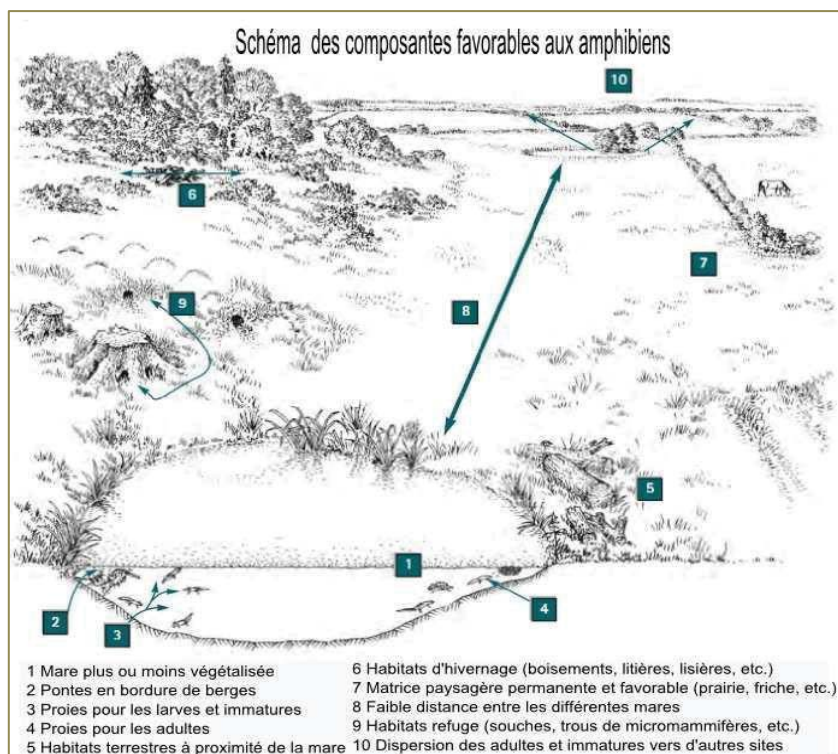 Schéma des composantes favorables aux amphibiens
10
6
7
9
8
5
1
2
3
4
1 Mare plus ou moins végétalisée
2 Pontes en bordure de berges
3 Proies pour les larves et immatures
4 Proies pour les adultes
5 Habitats terrestres à proximité de la mare
6 Habitats d'hivernage (boisements, litières, lisières, etc.)
7 Matrice paysagère permanente et favorable (prairie, friche, etc.)
8 Faible distance entre les différentes mares
9 Habitats refuge (souches, trous de micromammifères, etc.)
10 Dispersion des adultes et immatures vers d'autres sites